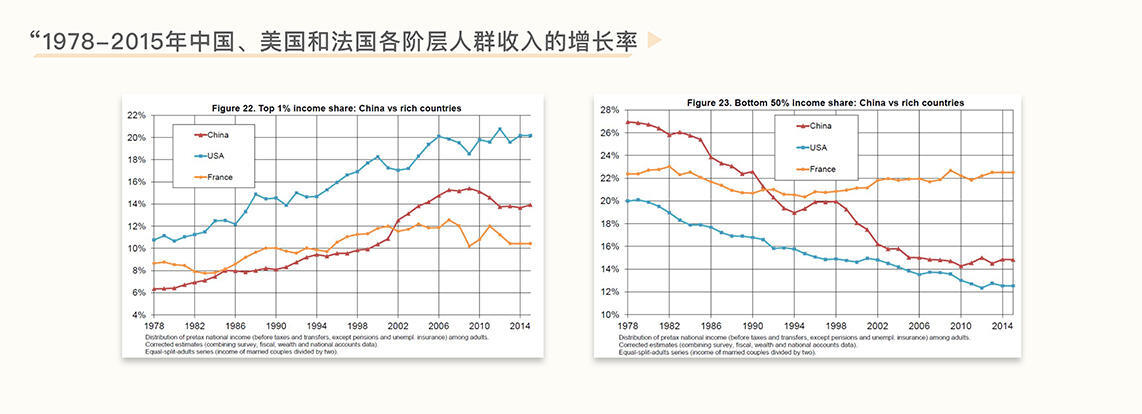 “1978-2015年中国、美国和法国各阶层人群收入的增长率
Figure 22. Top 1% income share: China vs rich countries
22%
20%
18%
16%
14%
12%
10%
8%
6%
4%
China
USA
France
1978 1982 1986 1990 1994 1998 2002 2006 2010 2014
Distribution of pretax national income (before taxes and transfers, except pensions and unempl. insurance) among adults.
Corrected estimates (combining survey, fiscal, wealth and national accounts data).
Equal-split-adults series (income of married couples divided by two).
Figure 23. Bottom 50% income share: China vs rich countries
28%
26%
24%
22%
20%
18%
16%
14%
12%
10%
China
USA
France
1978 1982 1986 1990 1994 1998 2002 2006 2010 2014
Distribution of pretax national income (before taxes and transfers, except pensions and unempl. insurance) among adults.
Corrected estimates (combining survey, fiscal, wealth and national accounts data).
Equal-split-adults series (income of married couples divided by two).